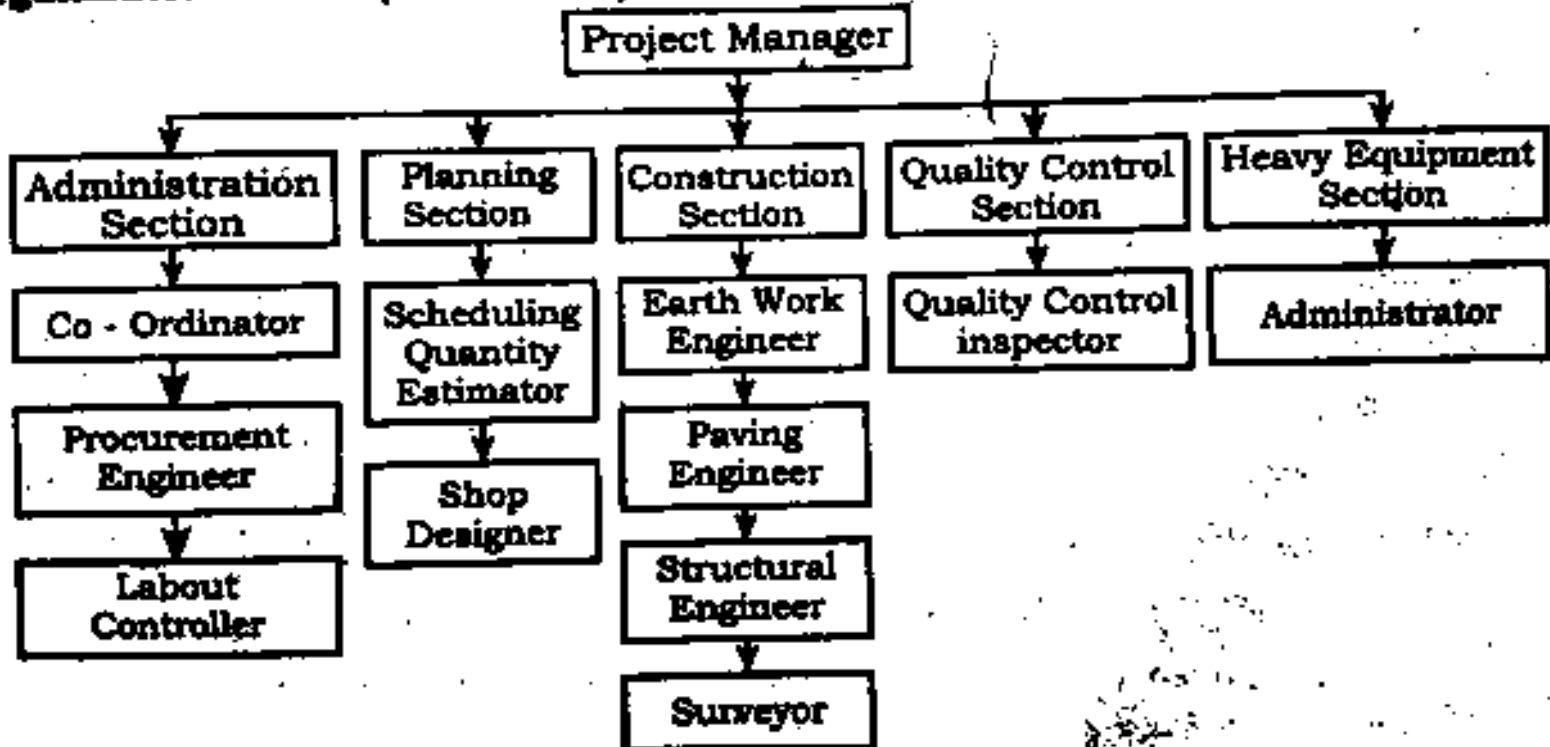 Project Manager
Administration
Section
Planning
Section
Construction
Section
Quality Control
Section
Heavy Equipment
Section
Co - Ordinator
Scheduling
Quantity
Estimator
Earth Work
Engineer
Quality Control
inspector
Administrator
Procurement
Engineer
Shop
Designer
Paving
Engineer
Labout
Controller
Structural
Engineer
Surveyor